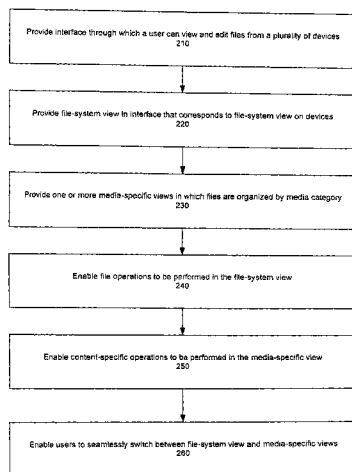 Provide interface through which a user can view and edit files from a plurality of devices
210
Provide file-system view in interface that corresponds to file-system view on devices
220
Provide one or more media-specific views in which files are organized by media category
230
Enable file operations to be performed in the file-system view
240
Enable content-specific operations to be performed in the media-specific view
250
Enable users to seamlessly switch between file-system view and media-specific views
260